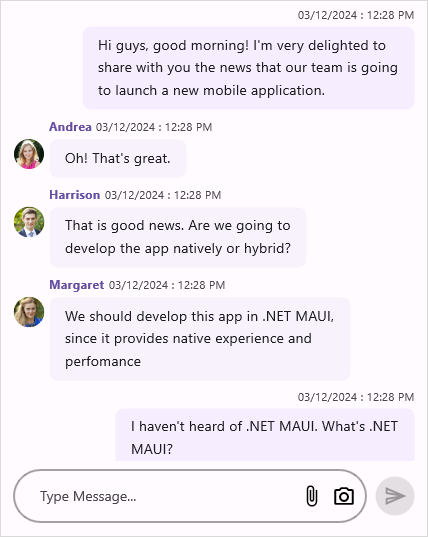 03/12/2024 : 12:28 PM
Hi guys, good morning! I'm very delighted to
share with you the news that our team is going
to launch a new mobile application.
Andrea 03/12/2024 : 12:28 PM
Oh! That's great.
Harrison 03/12/2024 : 12:28 PM
That is good news. Are we going to
develop the app natively or hybrid?
Margaret 03/12/2024 : 12:28 PM
We should develop this app in .NET MAUI,
since it provides native experience and
perfomance
03/12/2024 : 12:28 PM
I haven't heard of .NET MAUI. What's .NET
MAUI?
Type Message...